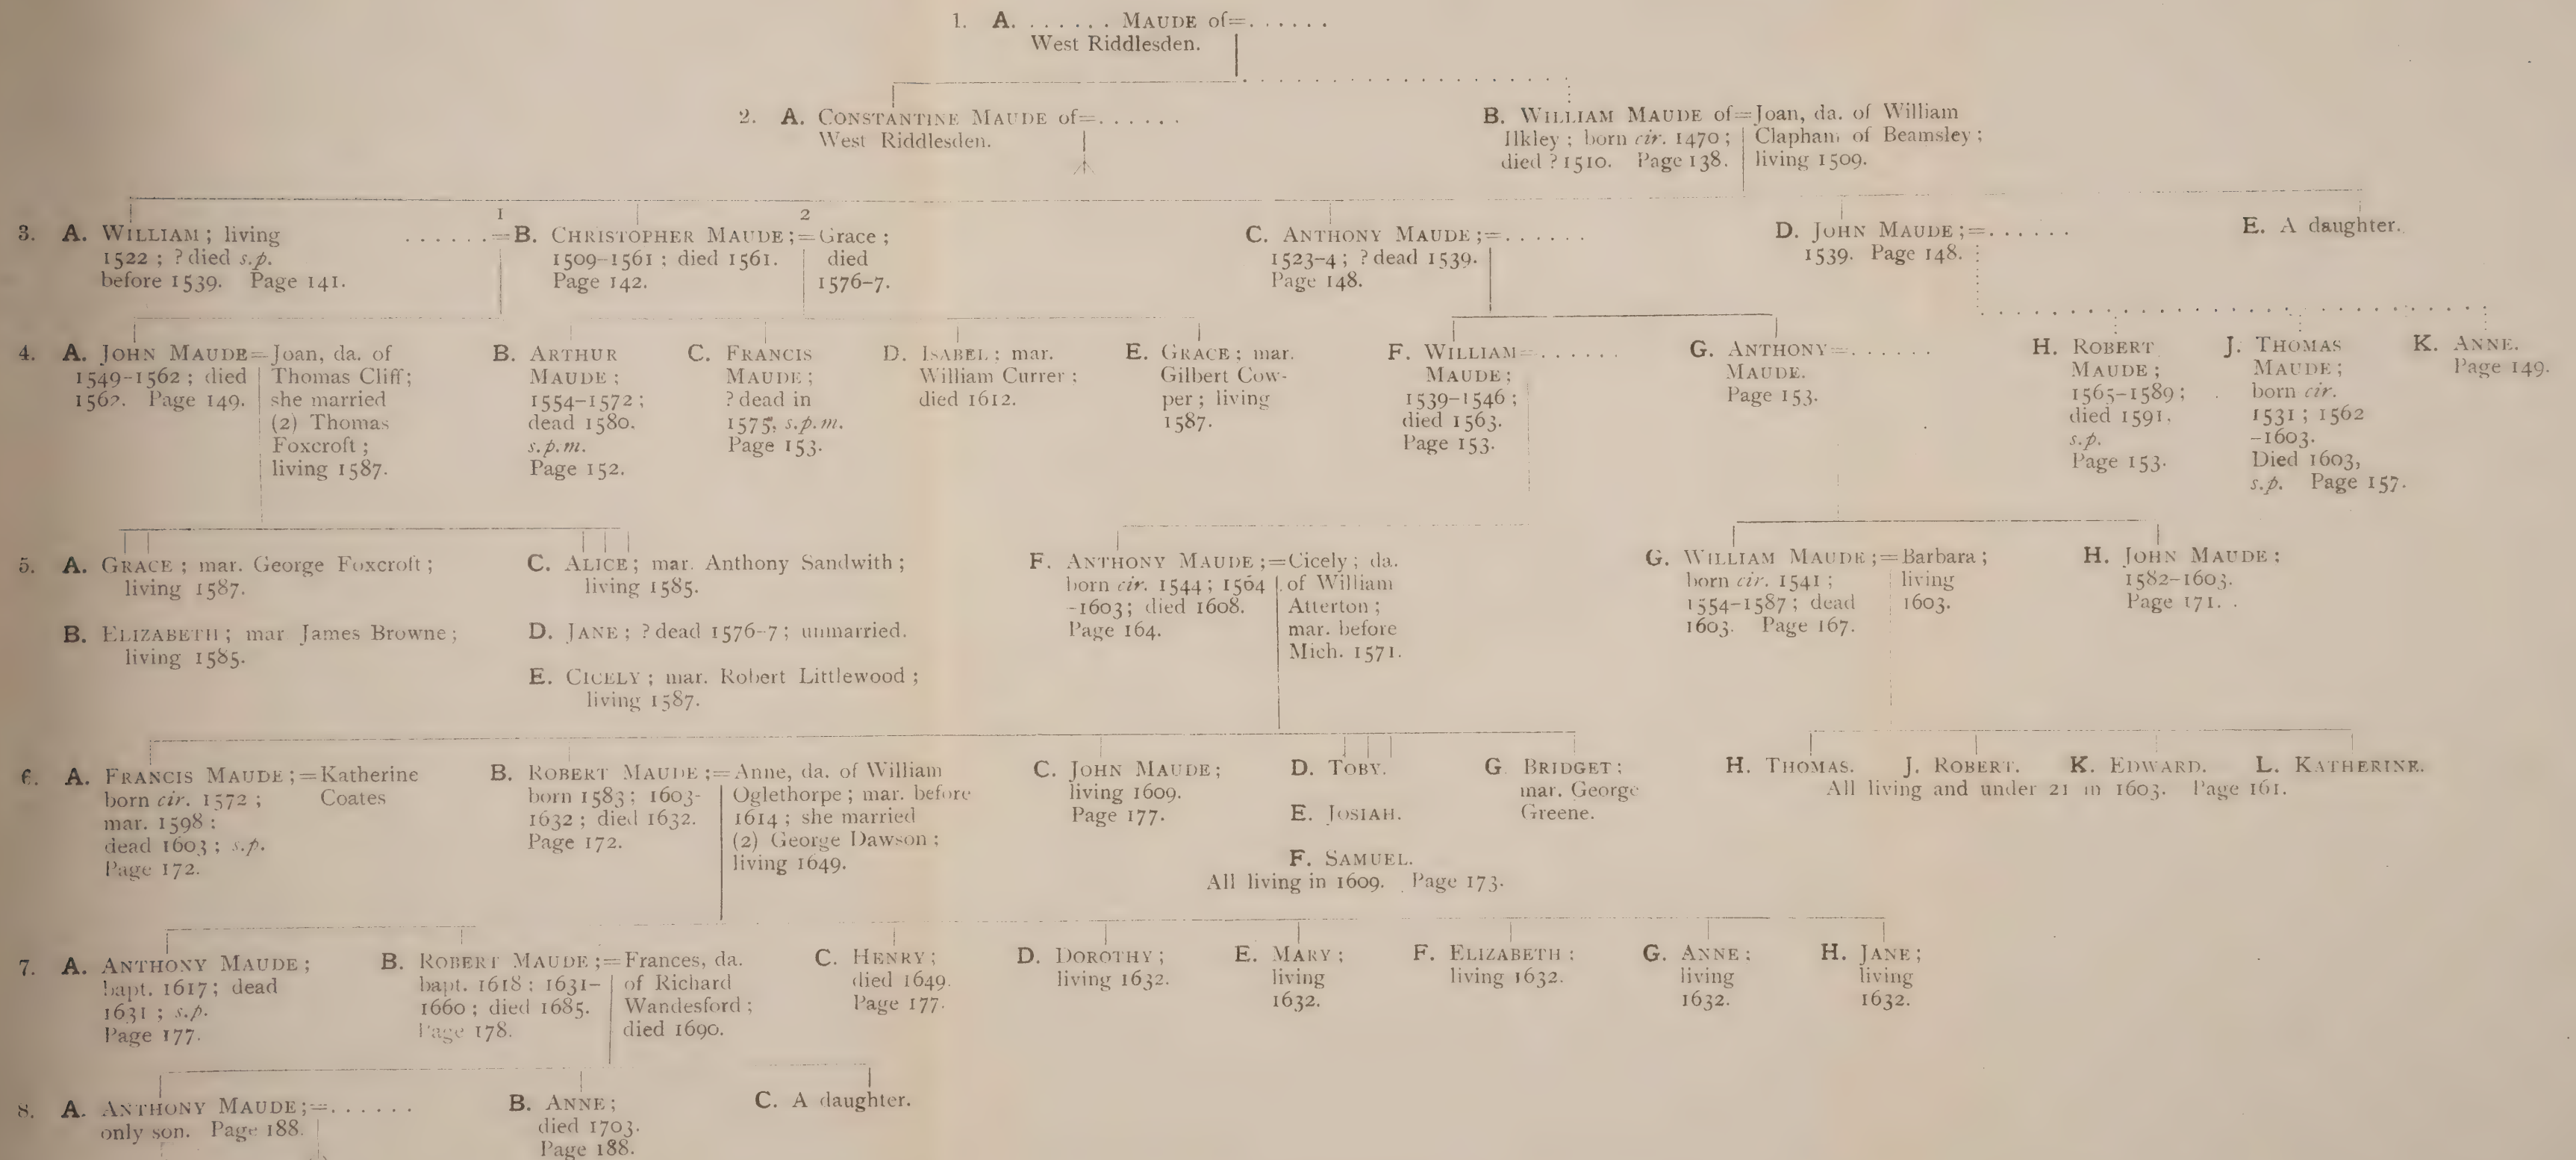 1. A. . . . . . . MAUDE of=. . . . . .
West Riddlesden.
2. A. CONSTANTINE MAUDE of=. . . . . .
West Riddlesden.
B. WILLIAM MAUDE of=Joan, da. of William
Ilkley ; born cir. 1470 ; Clapham of Beamsley ;
died ? 1510. Page 138. living 1509.
3. A. WILLIAM ; living
1522 ; ? died s.p.
before 1539. Page 141.
1 2
. . . . . .=B. CHRISTOPHER MAUDE ;=Grace ;
1509-1561 ; died 1561. died
Page 142. 1576-7.
C. ANTHONY MAUDE ;=. . . . . .
1523-4 ; ? dead 1539.
Page 148.
D. JOHN MAUDE ;=. . . . . .
1539. Page 148.
E. A daughter.
4. A. JOHN MAUDE=Joan, da. of
1549-1562 ; died Thomas Cliff ;
1562. Page 149. she married
(2) Thomas
Foxcroft ;
living 1587.
B. ARTHUR
MAUDE ;
1554-1572 ;
dead 1580.
s.p.m.
Page 152.
C. FRANCIS
MAUDE ;
? dead in
1575, s.p.m.
Page 153.
D. ISABEL ; mar.
William Currer ;
died 1612.
E. GRACE ; mar.
Gilbert Cow-
per ; living
1587.
F. WILLIAM=. . . . . .
MAUDE ;
1539-1546 ;
died 1563.
Page 153.
G. ANTHONY=. . . . . .
MAUDE.
Page 153.
H. ROBERT
MAUDE ;
1565-1589 ;
died 1591.
s.p.
Page 153.
J. THOMAS
MAUDE ;
born cir.
1531 ; 1562
-1603.
Died 1603,
s.p. Page 157.
K. ANNE.
Page 149.
5. A. GRACE ; mar. George Foxcroft ;
living 1587.
B. ELIZABETH ; mar James Browne ;
living 1585.
C. ALICE ; mar. Anthony Sandwith ;
living 1585.
D. JANE ; ? dead 1576-7 ; unmarried.
E. CICELY ; mar. Robert Littlewood ;
living 1587.
F. ANTHONY MAUDE ;=Cicely ; da.
born cir. 1544 ; 1564 of William
-1603 ; died 1608. Atterton ;
Page 164. mar. before
Mich. 1571.
G. WILLIAM MAUDE ;=Barbara ;
born cir. 1541 ; living
1554-1587 ; dead 1603.
1603. Page 167.
H. JOHN MAUDE ;
1582-1603.
Page 171.
6. A. FRANCIS MAUDE ;=Katherine
born cir. 1572 ; Coates
mar. 1598 :
dead 1603 ; s.p.
Page 172.
B. ROBERT MAUDE ;=Anne, da. of William
born 1583 ; 1603- Oglethorpe ; mar. before
1632 ; died 1632. 1614 ; she married
Page 172. (2) George Dawson ;
living 1649.
C. JOHN MAUDE ;
living 1609.
Page 177.
D. TOBY.
E. JOSIAH.
F. SAMUEL.
All living in 1609. Page 173.
G BRIDGET :
mar. George
Greene.
H. THOMAS. J. ROBERT. K. EDWARD. L. KATHERINE.
All living and under 21 in 1603. Page 161.
7. A. ANTHONY MAUDE ;
bapt. 1617 ; dead
1631 ; s.p.
Page 177.
B. ROBERT MAUDE ;=Frances, da.
bapt. 1618 : 1631- of Richard
1660 ; died 1685. Wandesford ;
Page 178. died 1690.
C. HENRY ;
died 1649.
Page 177.
D. DOROTHY ;
living 1632.
E. MARY ;
living
1632.
F. ELIZABETH :
living 1632.
G. ANNE :
living
1632.
H. JANE ;
living
1632.
8. A. ANTHONY MAUDE ;=. . . . . .
only son. Page 188.
B. ANNE ;
died 1703.
Page 188.
C. A daughter.